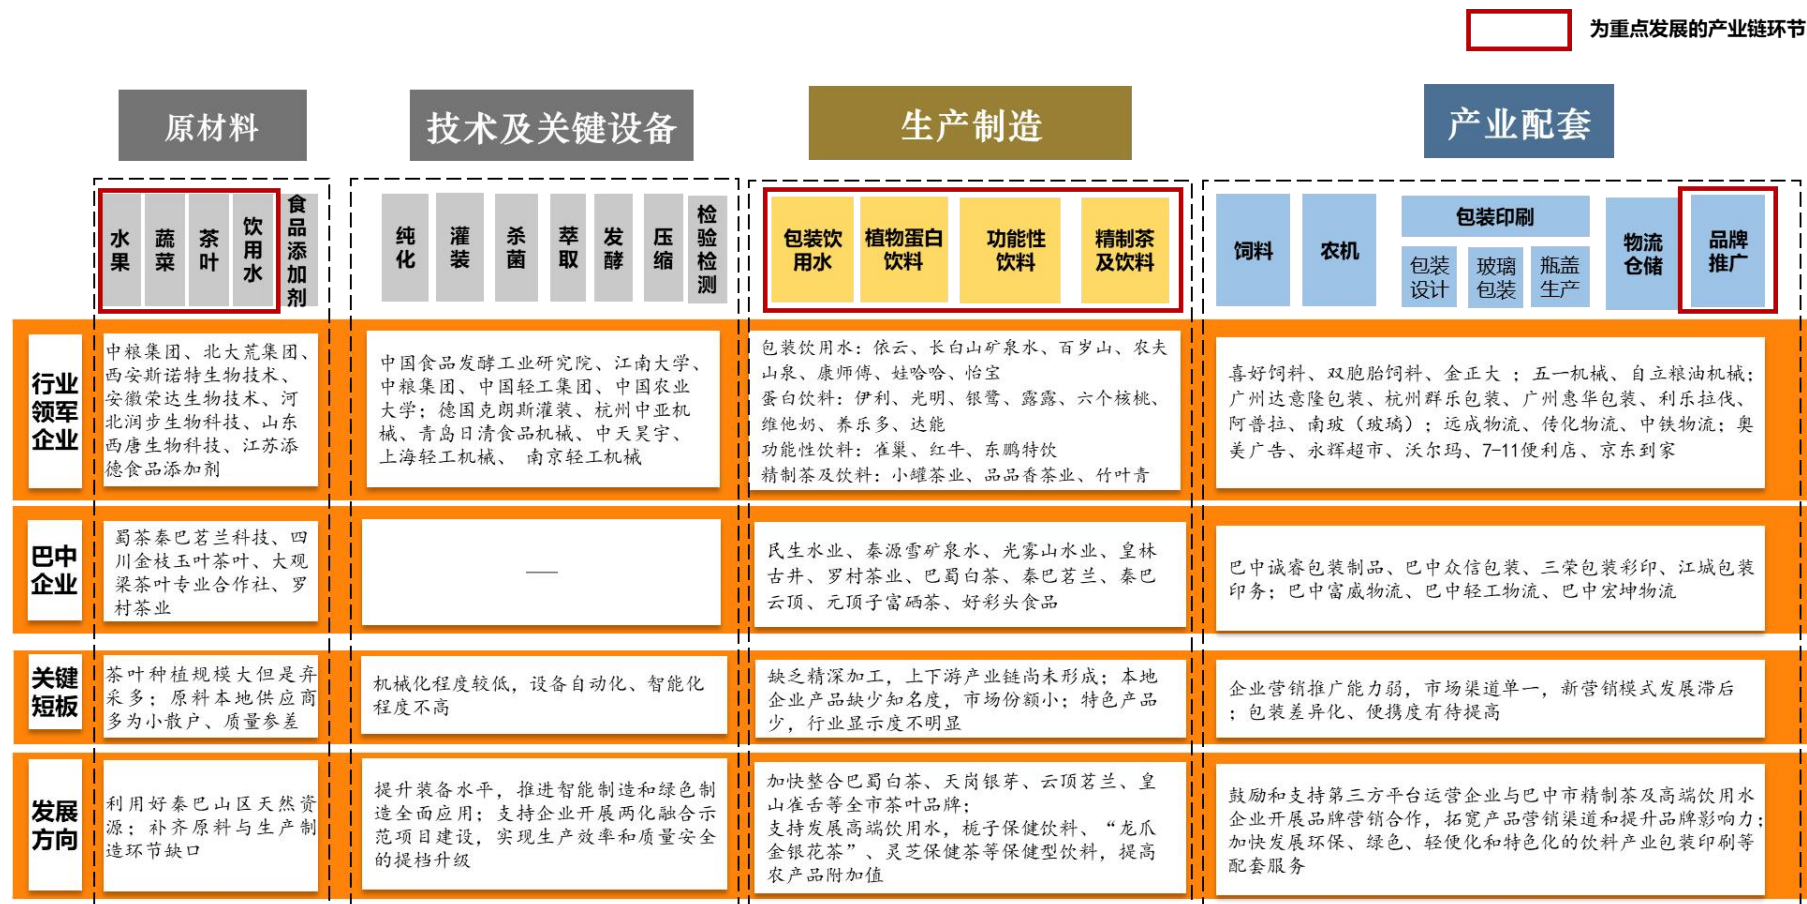 为重点发展的产业链环节
原材料
技术及关键设备
生产制造
产业配套
水果
蔬菜
茶叶
饮用水
食品添加剂
纯化
灌装
杀菌
萃取
发酵
压缩
检验检测
包装饮
用水
植物蛋白
饮料
功能性
饮料
精制茶
及饮料
饲料
农机
包装印刷
包装
设计
玻璃
包装
瓶盖
生产
物流
仓储
品牌
推广
行业
领军
企业
中粮集团、北大荒集团、
西安斯诺特生物技术、
安徽荣达生物技术、河
北润步生物科技、山东
西唐生物科技、江苏添
德食品添加剂
中国食品发酵工业研究院、江南大学、
中粮集团、中国轻工集团、中国农业
大学；德国克朗斯灌装、杭州中亚机
械、青岛日清食品机械、中天昊宇、
上海轻工机械、 南京轻工机械
包装饮用水：依云、长白山矿泉水、百岁山、农夫
山泉、康师傅、娃哈哈、怡宝
蛋白饮料：伊利、光明、银鹭、露露、六个核桃、
维他奶、养乐多、达能
功能性饮料：雀巢、红牛、东鹏特饮
精制茶及饮料：小罐茶业、品品香茶业、竹叶青
喜好饲料、双胞胎饲料、金正大 ；五一机械、自立粮油机械；
广州达意隆包装、杭州群乐包装、广州惠华包装、利乐拉伐、
阿普拉、南玻（玻璃）；远成物流、传化物流、中铁物流；奥
美广告、永辉超市、沃尔玛、7-11便利店、京东到家
巴中
企业
蜀茶秦巴茗兰科技、四
川金枝玉叶茶叶、大观
梁茶叶专业合作社、罗
村茶业
——
民生水业、秦源雪矿泉水、光雾山水业、皇林
古井、罗村茶业、巴蜀白茶、秦巴茗兰、秦巴
云顶、元顶子富硒茶、好彩头食品
巴中诚睿包装制品、巴中众信包装、三荣包装彩印、江城包装
印务；巴中富威物流、巴中轻工物流、巴中宏坤物流
关键
短板
茶叶种植规模大但是弃
采多；原料本地供应商
多为小散户、质量参差
机械化程度较低，设备自动化、智能化
程度不高
缺乏精深加工，上下游产业链尚未形成；本地
企业产品缺少知名度，市场份额小；特色产品
少，行业显示度不明显
企业营销推广能力弱，市场渠道单一，新营销模式发展滞后
；包装差异化、便携度有待提高
发展
方向
利用好秦巴山区天然资
源；补齐原料与生产制
造环节缺口
提升装备水平，推进智能制造和绿色制
造全面应用；支持企业开展两化融合示
范项目建设，实现生产效率和质量安全
的提档升级
加快整合巴蜀白茶、天岗银芽、云顶茗兰、皇
山雀舌等全市茶叶品牌；
支持发展高端饮用水，栀子保健饮料、“龙爪
金银花茶”、灵芝保健茶等保健型饮料，提高
农产品附加值
鼓励和支持第三方平台运营企业与巴中市精制茶及高端饮用水
企业开展品牌营销合作，拓宽产品营销渠道和提升品牌影响力；
加快发展环保、绿色、轻便化和特色化的饮料产业包装印刷等
配套服务